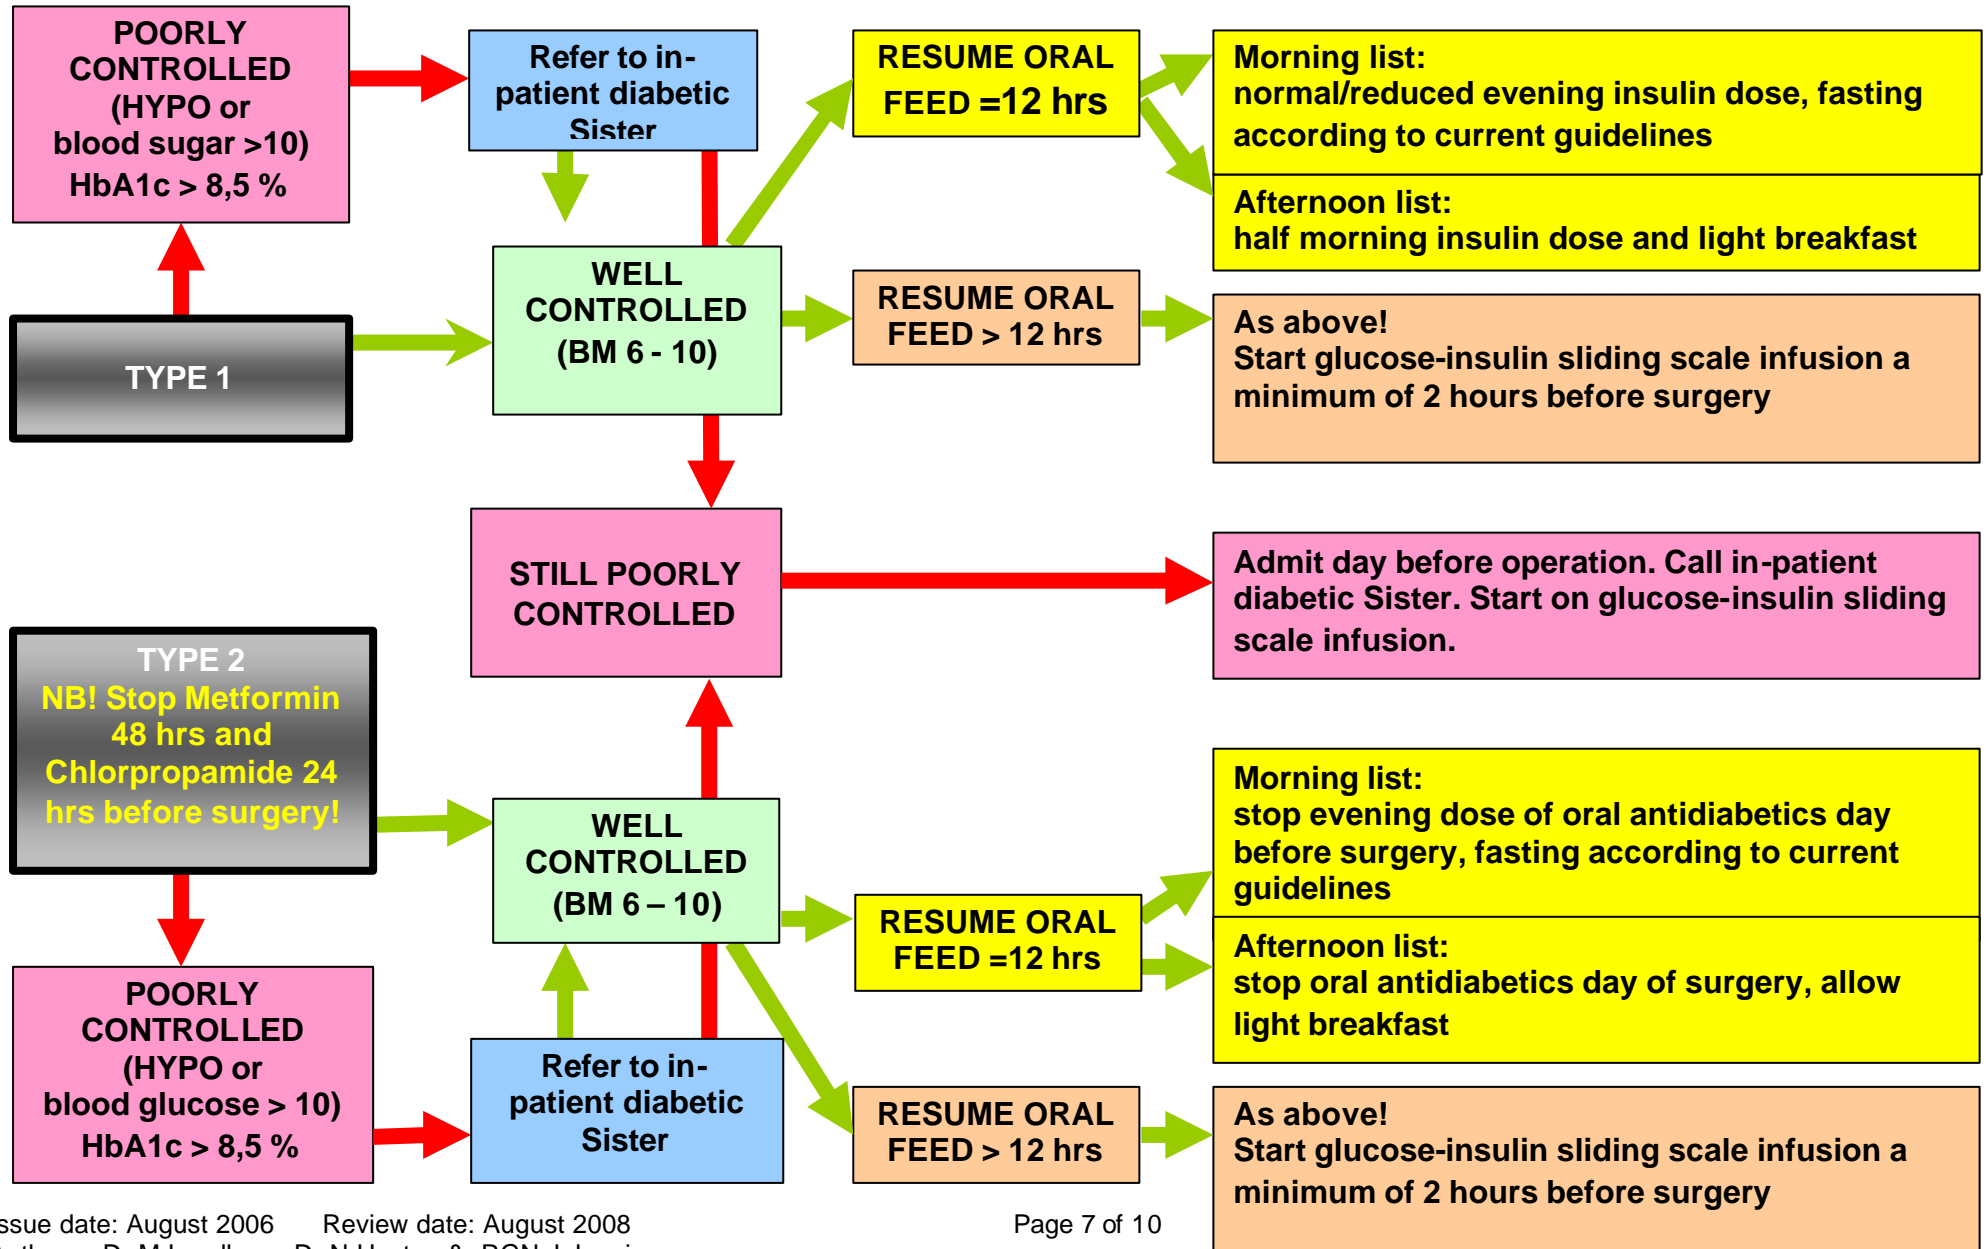 POORLY
CONTROLLED
(HYPO or
blood sugar >10)
HbA1c > 8,5 %
Refer to in-
patient diabetic
Sister
RESUME ORAL
FEED =12 hrs
Morning list:
normal/reduced evening insulin dose, fasting
according to current guidelines
Afternoon list:
half morning insulin dose and light breakfast
TYPE 1
WELL
CONTROLLED
(BM 6 - 10)
RESUME ORAL
FEED > 12 hrs
As above!
Start glucose-insulin sliding scale infusion a
minimum of 2 hours before surgery
STILL POORLY
CONTROLLED
Admit day before operation. Call in-patient
diabetic Sister. Start on glucose-insulin sliding
scale infusion.
TYPE 2
NB! Stop Metformin
48 hrs and
Chlorpropamide 24
hrs before surgery!
WELL
CONTROLLED
(BM 6 – 10)
RESUME ORAL
FEED =12 hrs
Morning list:
stop evening dose of oral antidiabetics day
before surgery, fasting according to current
guidelines
Afternoon list:
stop oral antidiabetics day of surgery, allow
light breakfast
POORLY
CONTROLLED
(HYPO or
blood glucose > 10)
HbA1c > 8,5 %
Refer to in-
patient diabetic
Sister
RESUME ORAL
FEED > 12 hrs
As above!
Start glucose-insulin sliding scale infusion a
minimum of 2 hours before surgery
ssue date: August 2006 Review date: August 2008 Page 7 of 10